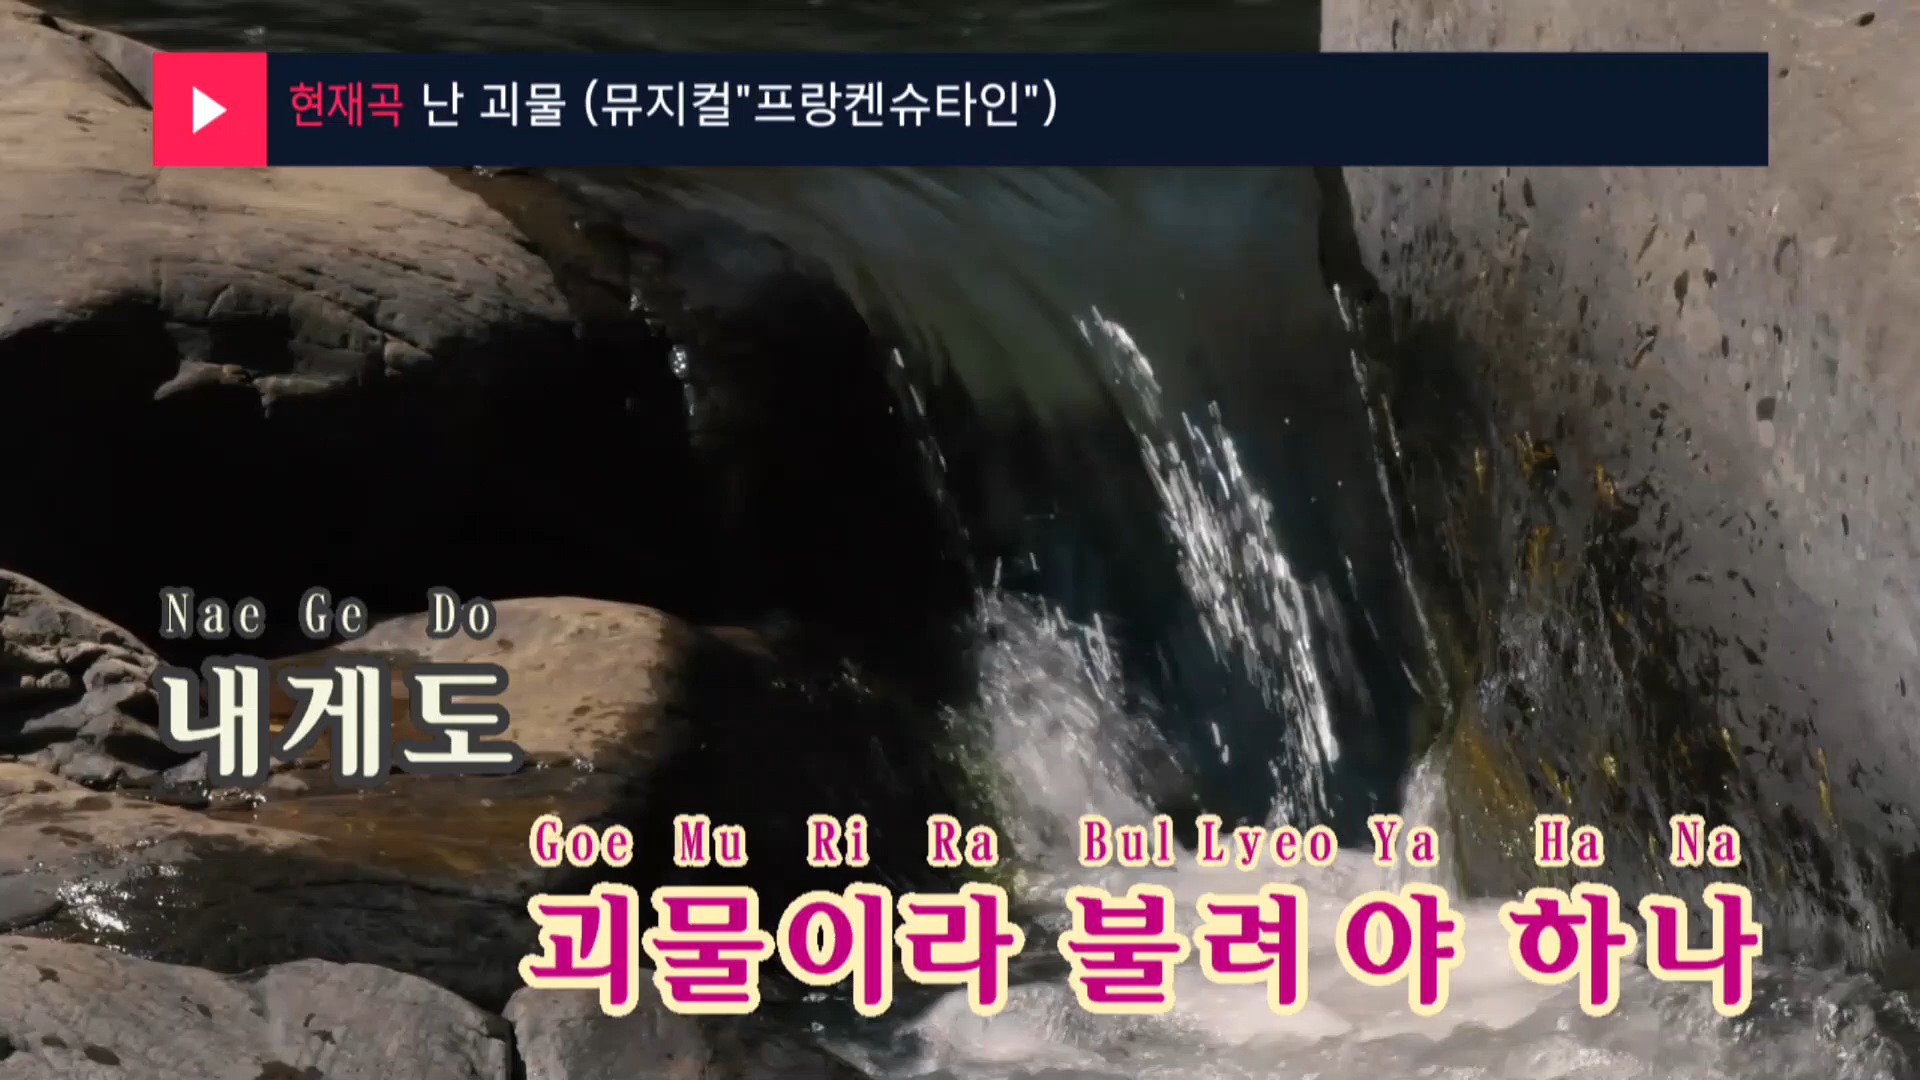 현재곡 난 괴물 (뮤지컬"프랑켄슈타인")
Nae Ge Do
내게도
Goe Mu Ri Ra Bul Lyeo Ya Ha Na
괴물이라 불려야 하나